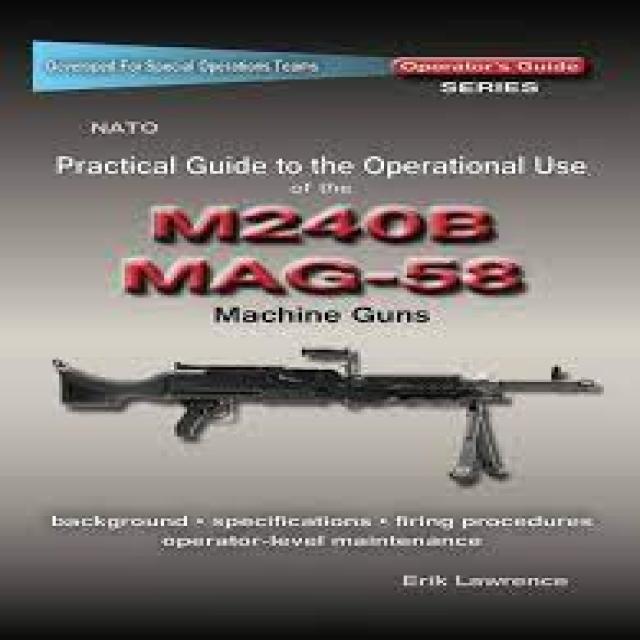 Developed For Special Operations Teams
Operator's Guide
SERIES
NATO
Practical Guide to the Operational Use
of the
M240B
MAG-58
Machine Guns
background • specifications • firing procedures
operator-level maintenance
Erik Lawrence